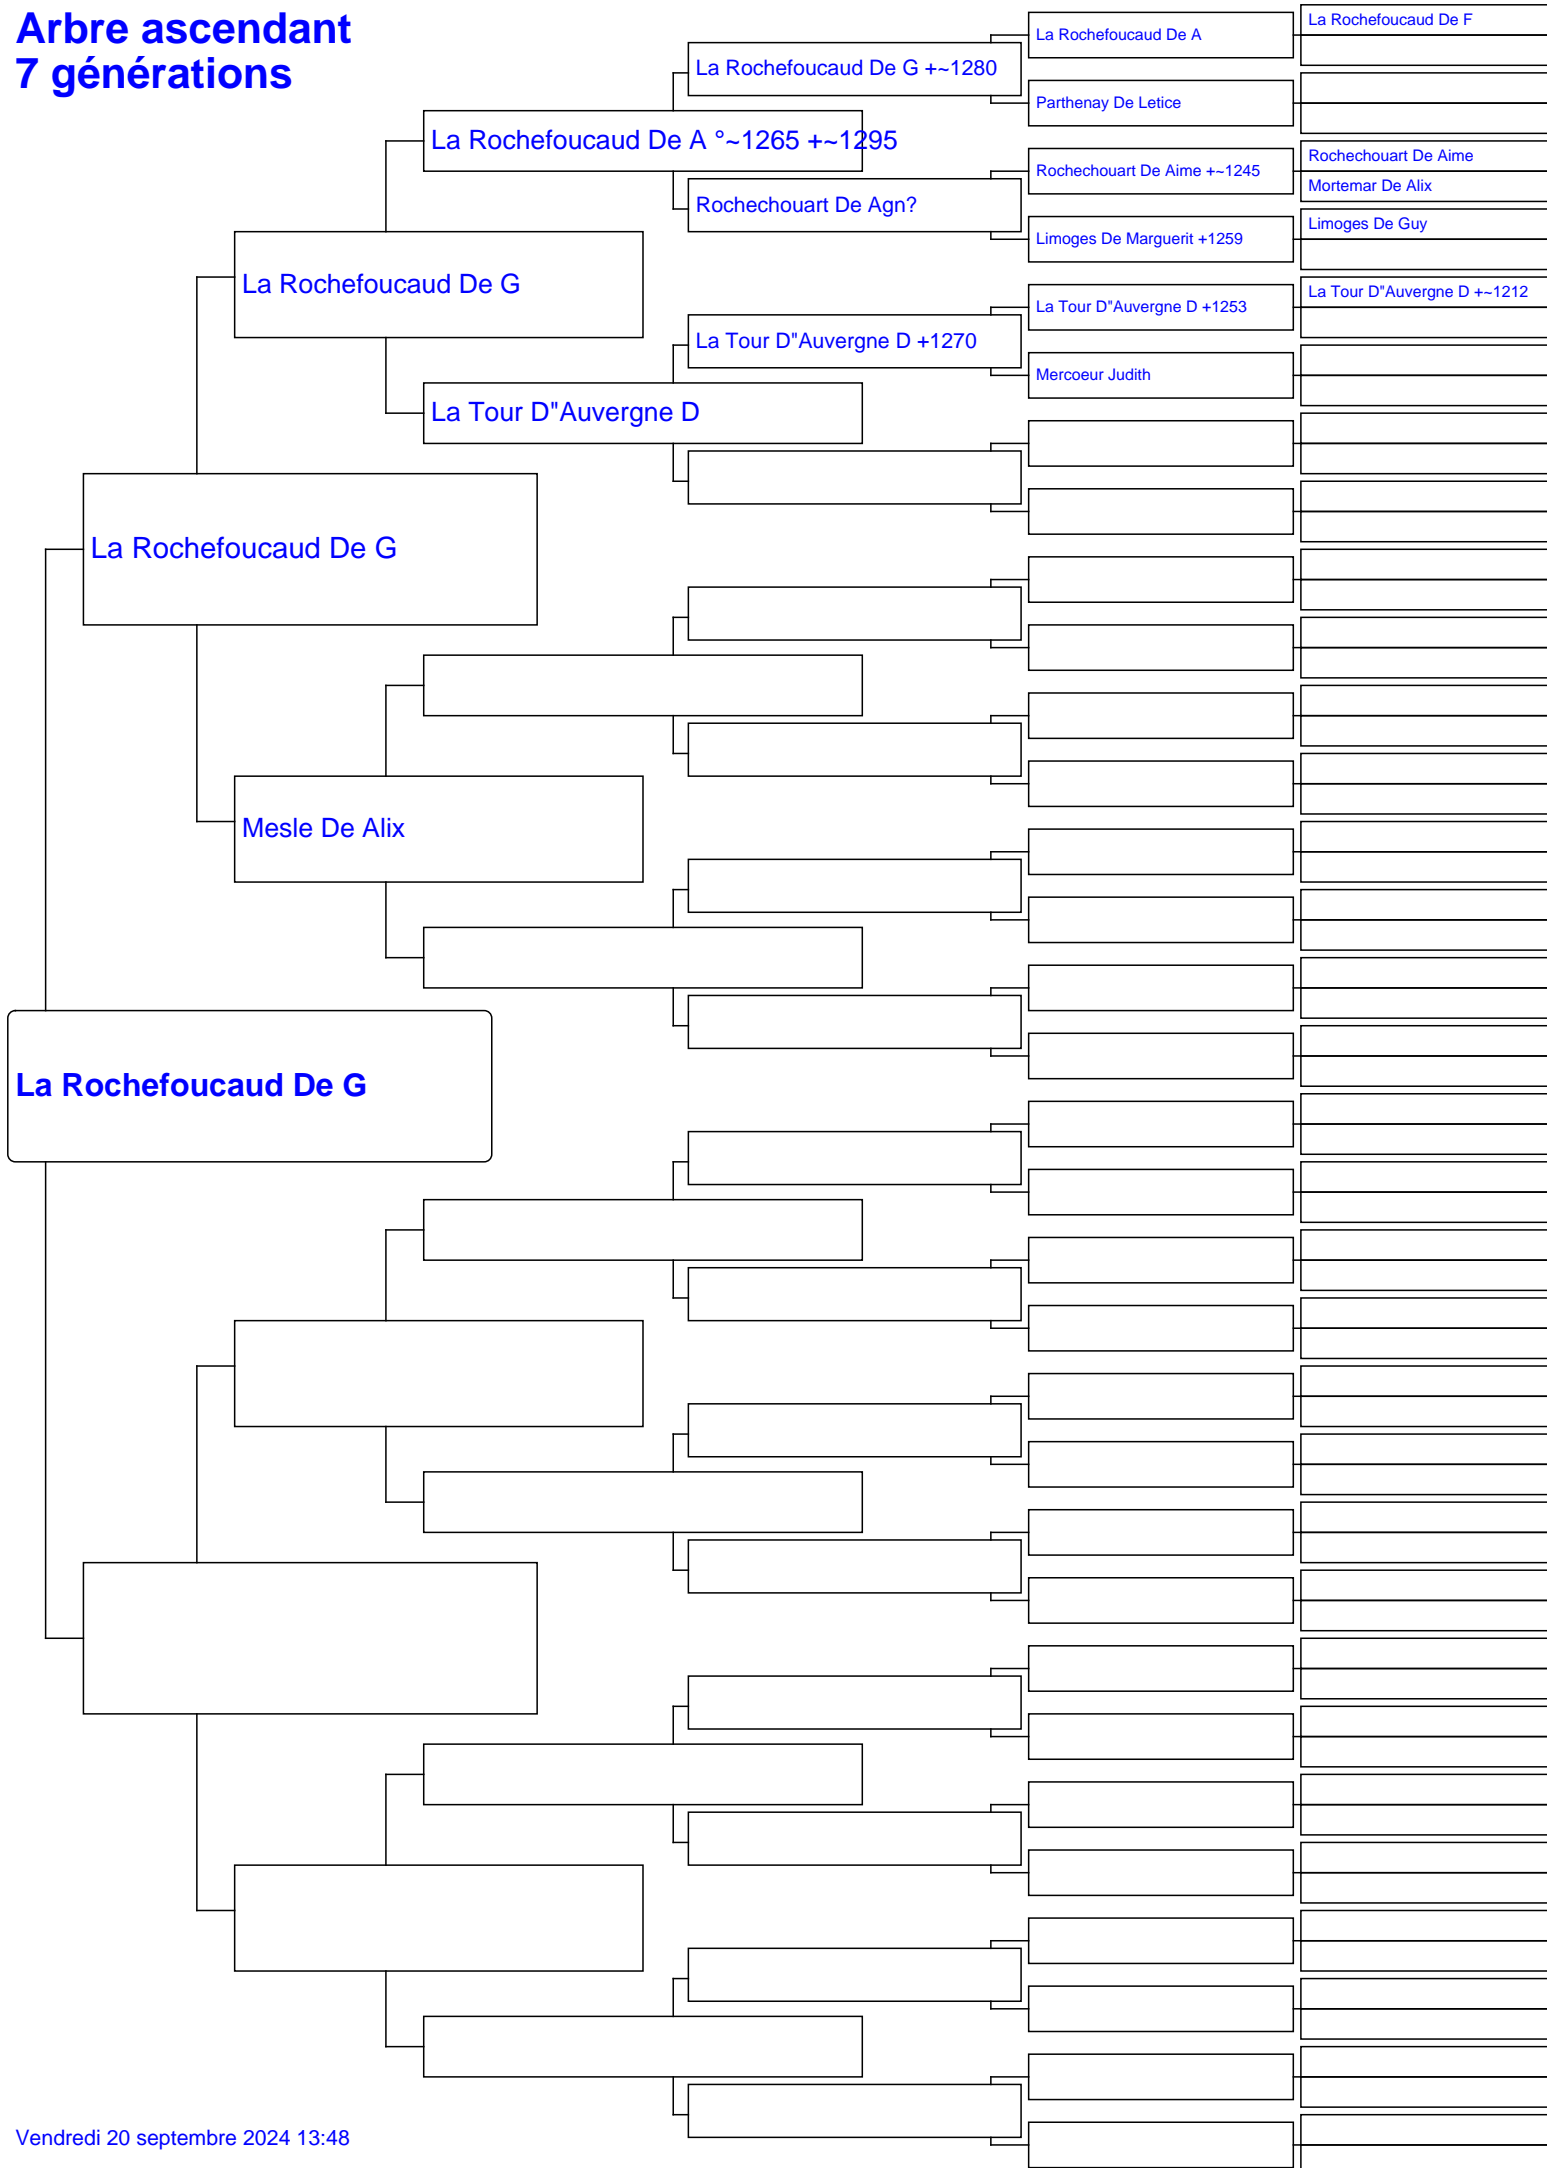 Arbre ascendant
7 générations
La Rochefoucaud De F
La Rochefoucaud De A
La Rochefoucaud De G +~1280
Parthenay De Letice
La Rochefoucaud De A °~1265 +~1295
Rochechouart De Aime
Rochechouart De Aime +~1245
Mortemar De Alix
Rochechouart De Agn?
Limoges De Guy
Limoges De Marguerit +1259
La Rochefoucaud De G
La Tour D"Auvergne D +~1212
La Tour D"Auvergne D +1253
La Tour D"Auvergne D +1270
Mercoeur Judith
La Tour D"Auvergne D
La Rochefoucaud De G
Mesle De Alix
La Rochefoucaud De G
Vendredi 20 septembre 2024 13:48